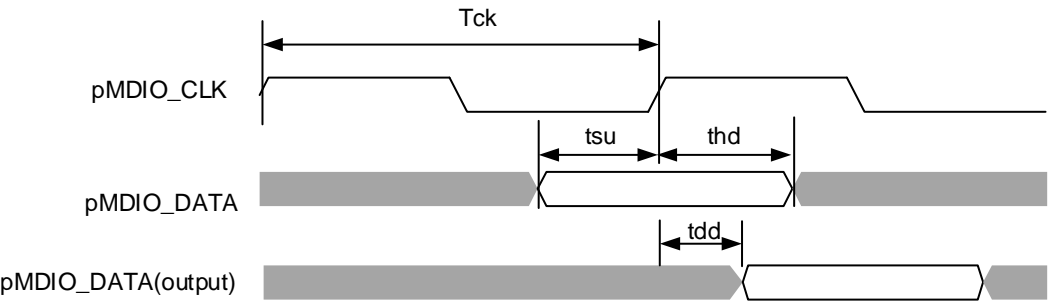 Tck
pMDIO_CLK
tsu
thd
pMDIO_DATA
tdd
pMDIO_DATA(output)